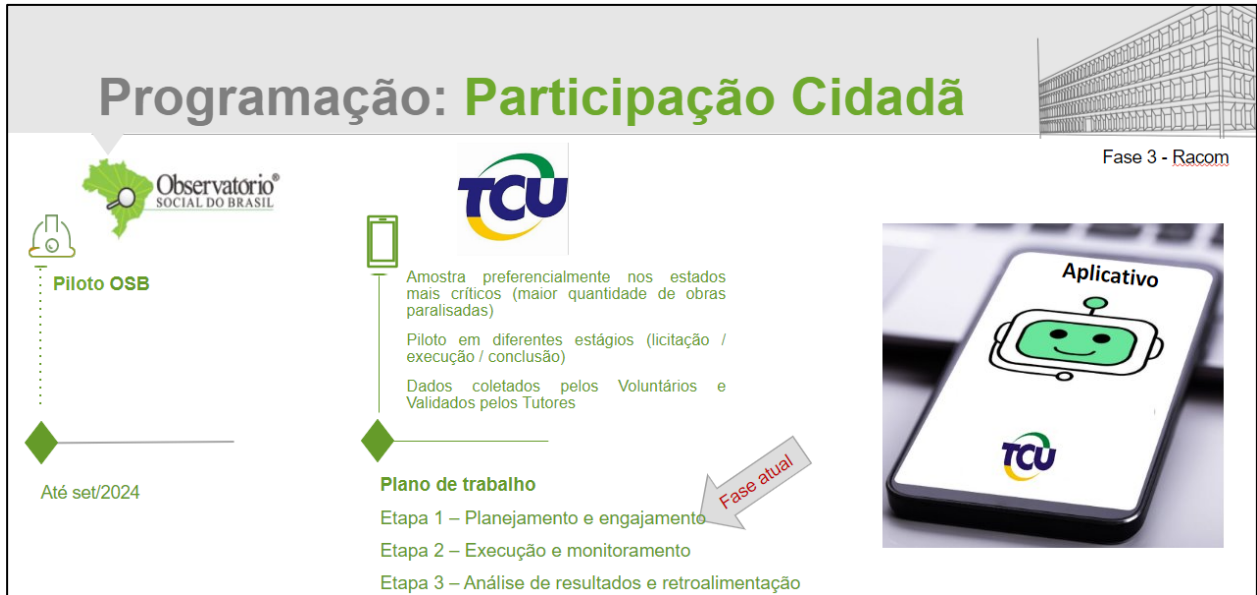 Programação: Participação Cidadã
Fase 3 - Racom
Observatório®
SOCIAL DO BRASIL
TCU
Piloto OSB
Amostra preferencialmente nos estados
mais críticos (maior quantidade de obras
paralisadas)
Piloto em diferentes estágios (licitação /
execução / conclusão)
Dados coletados pelos Voluntários e
Validados pelos Tutores
Até set/2024
Plano de trabalho
Etapa 1 – Planejamento e engajamento
Etapa 2 – Execução e monitoramento
Etapa 3 – Análise de resultados e retroalimentação
Fase atual
Aplicativo
TCU